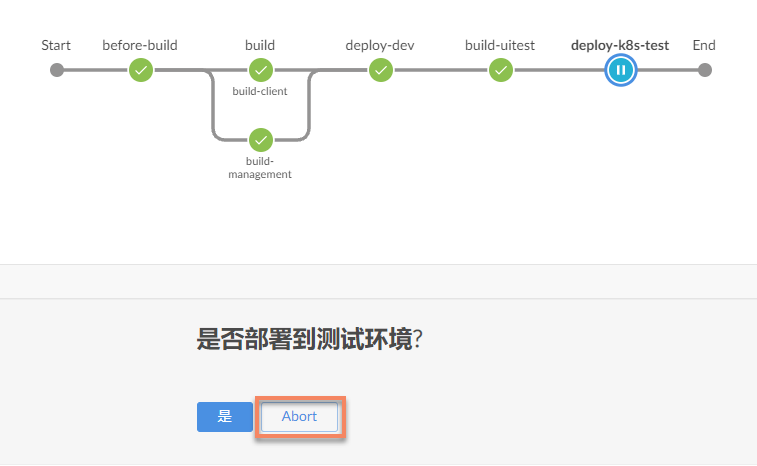 Start
before-build
build
deploy-dev
build-uitest
deploy-k8s-test
End
build-client
build-
management
是否部署到测试环境?
是
Abort